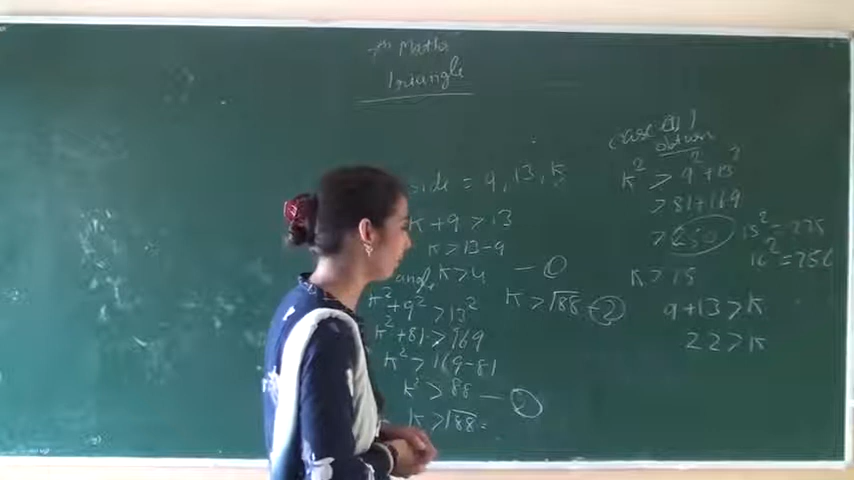 Maths
Triangle
side = 9, 13, K
K + 9 > 13
K > 13 - 9
K > 4 — ①
K² + 9² > 13²
K² + 81 > 169
K² > 169 - 81
K² > 88 — ②
K > √88 =
K > √88 — ②
obtuse
K² > 9² + 13²
> 81 + 169
> 250
15² = 225
16² = 256
K > 15
9 + 13 > K
22 > K